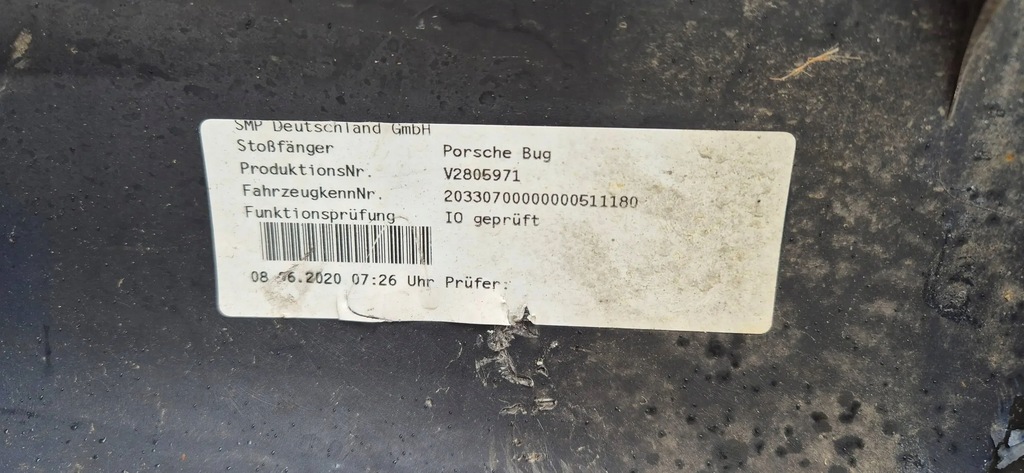 SMP Deutschland GmbH
Stoßfänger Porsche Bug
ProduktionsNr. V2805971
FahrzeugkennNr. 20330700000000511180
Funktionsprüfung IO geprüft
08.06.2020 07:26 Uhr Prüfer: